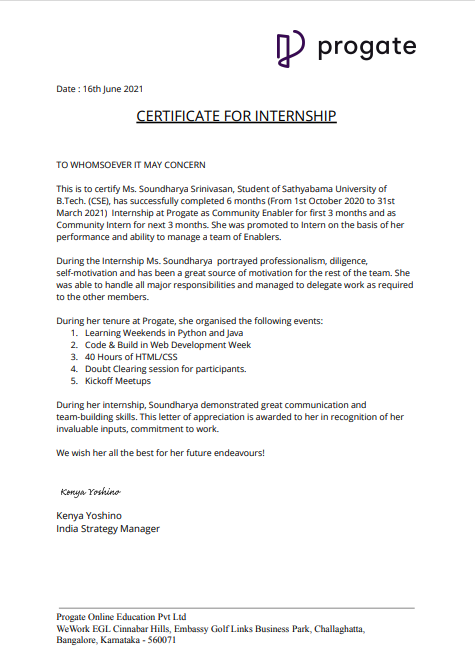 progate
Date : 16th June 2021
CERTIFICATE FOR INTERNSHIP
TO WHOMSOEVER IT MAY CONCERN
This is to certify Ms. Soundharya Srinivasan, Student of Sathyabama University of
B.Tech. (CSE), has successfully completed 6 months (From 1st October 2020 to 31st
March 2021) Internship at Progate as Community Enabler for first 3 months and as
Community Intern for next 3 months. She was promoted to Intern on the basis of her
performance and ability to manage a team of Enablers.
During the Internship Ms. Soundharya portrayed professionalism, diligence,
self-motivation and has been a great source of motivation for the rest of the team. She
was able to handle all major responsibilities and managed to delegate work as required
to the other members.
During her tenure at Progate, she organised the following events:
1. Learning Weekends in Python and Java
2. Code & Build in Web Development Week
3. 40 Hours of HTML/CSS
4. Doubt Clearing session for participants.
5. Kickoff Meetups
During her internship, Soundharya demonstrated great communication and
team-building skills. This letter of appreciation is awarded to her in recognition of her
invaluable inputs, commitment to work.
We wish her all the best for her future endeavours!
Kenya Yoshino
Kenya Yoshino
India Strategy Manager
Progate Online Education Pvt Ltd
WeWork EGL Cinnabar Hills, Embassy Golf Links Business Park, Challaghatta,
Bangalore, Karnataka - 560071